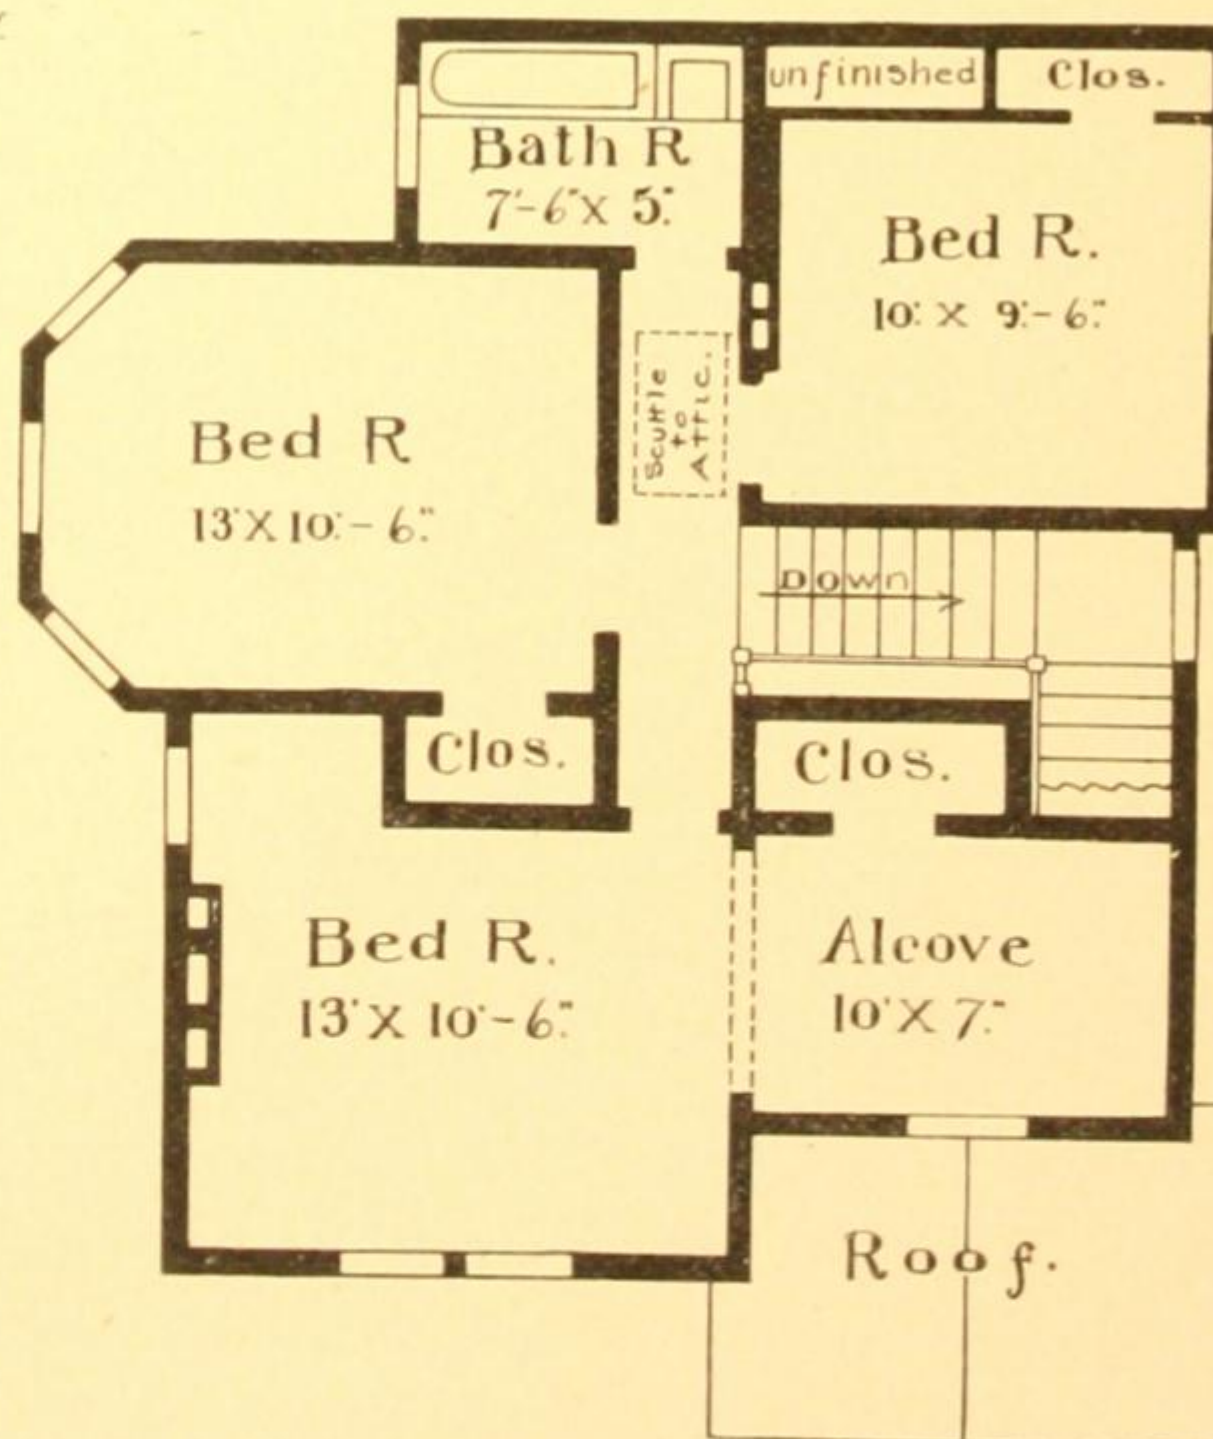 unfinished
Clos.
Bath R
7'-6" X 5."
Bed R.
10' X 9'-6"
Scuttle
to
Attic.
Bed R
13' X 10'-6"
DOWN
Clos.
Clos.
Bed R.
13' X 10'-6"
Alcove
10' X 7."
Roof.